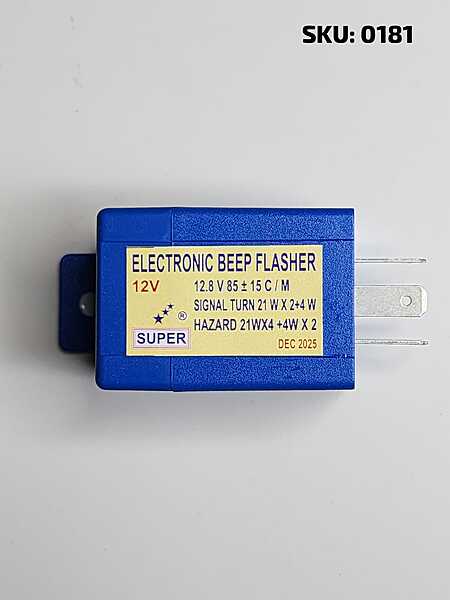 SKU: 0181
ELECTRONIC BEEP FLASHER
12V
12.8 V 85 ± 15 C / M
SIGNAL TURN 21 W X 2+4 W
HAZARD 21WX4 +4W X 2
®
SUPER
DEC 2025